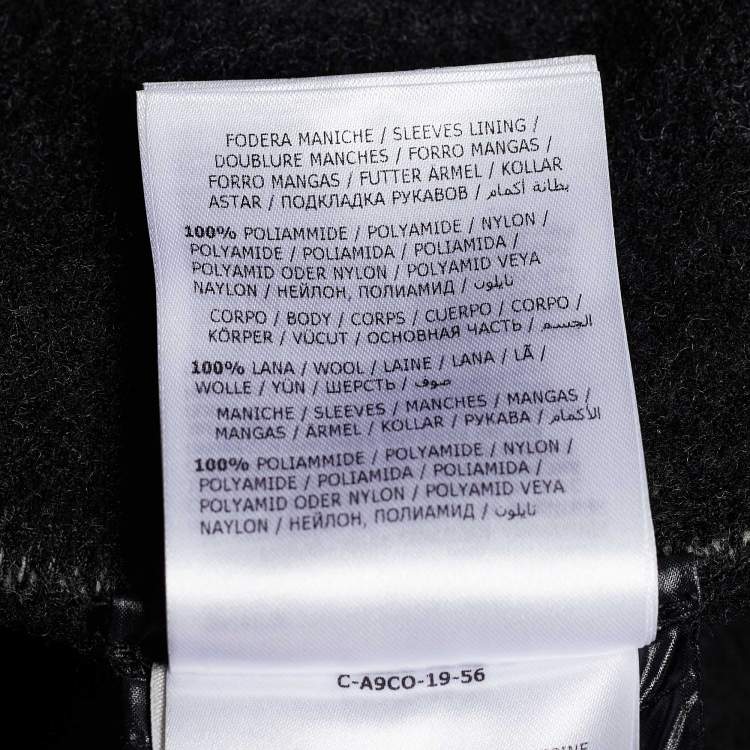 FODERA MANICHE / SLEEVES LINING /
DOUBLURE MANCHES / FORRO MANGAS /
FORRO MANGAS / FUTTER ÄRMEL / KOLLAR
ASTAR / ПОДКЛАДКА РУКАВОВ / بطانة أكمام
100% POLIAMMIDE / POLYAMIDE / NYLON /
POLYAMIDE / POLIAMIDA / POLIAMIDA /
POLYAMID ODER NYLON / POLYAMID VEYA
NAYLON / НЕЙЛОН, ПОЛИАМИД / نايلون
CORPO / BODY / CORPS / CUERPO / CORPO /
KÖRPER / VÜCUT / ОСНОВНАЯ ЧАСТЬ / الجسم
100% LANA / WOOL / LAINE / LANA / LÃ /
WOLLE / YÜN / ШЕРСТЬ / صوف
MANICHE / SLEEVES / MANCHES / MANGAS /
MANGAS / ÄRMEL / KOLLAR / РУКАВА / الأكمام
100% POLIAMMIDE / POLYAMIDE / NYLON /
POLYAMIDE / POLIAMIDA / POLIAMIDA /
POLYAMID ODER NYLON / POLYAMID VEYA
NAYLON / НЕЙЛОН, ПОЛИАМИД / نايلون
C-A9CO-19-56